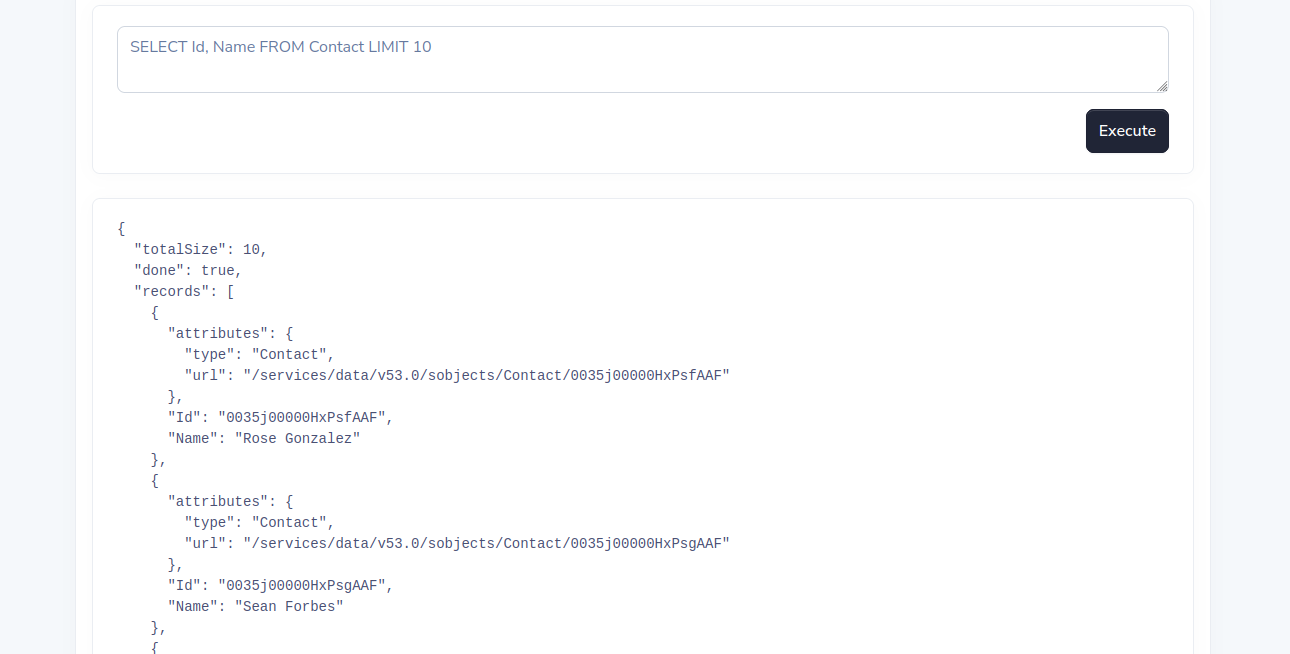 SELECT Id, Name FROM Contact LIMIT 10
Execute
{
  "totalSize": 10,
  "done": true,
  "records": [
    {
      "attributes": {
        "type": "Contact",
        "url": "/services/data/v53.0/sobjects/Contact/0035j00000HxPsfAAF"
      },
      "Id": "0035j00000HxPsfAAF",
      "Name": "Rose Gonzalez"
    },
    {
      "attributes": {
        "type": "Contact",
        "url": "/services/data/v53.0/sobjects/Contact/0035j00000HxPsgAAF"
      },
      "Id": "0035j00000HxPsgAAF",
      "Name": "Sean Forbes"
    },
    {